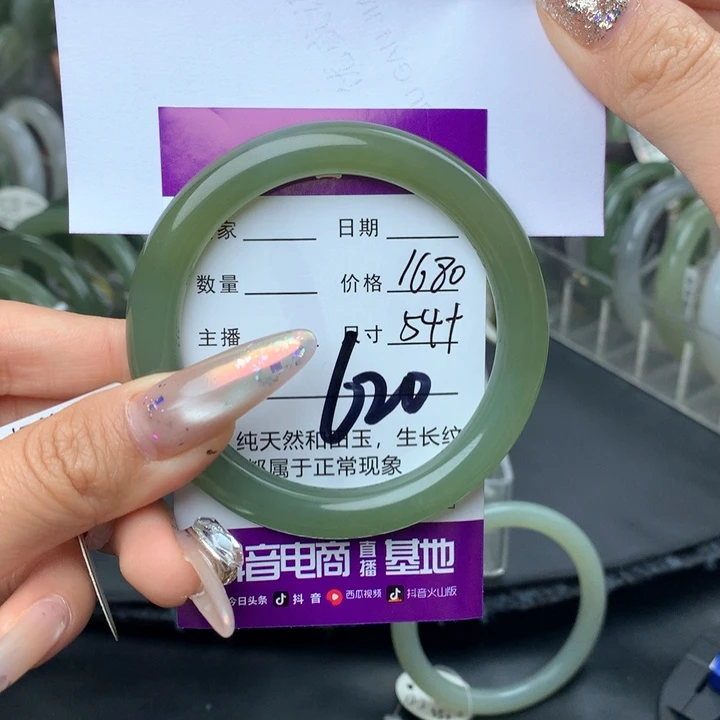 家 日期
数量 价格 1680
主播 尺寸 54+
620
纯天然和田玉，生长纹
都属于正常现象
音电商直播基地
今日头条 抖音 西瓜视频 抖音火山版